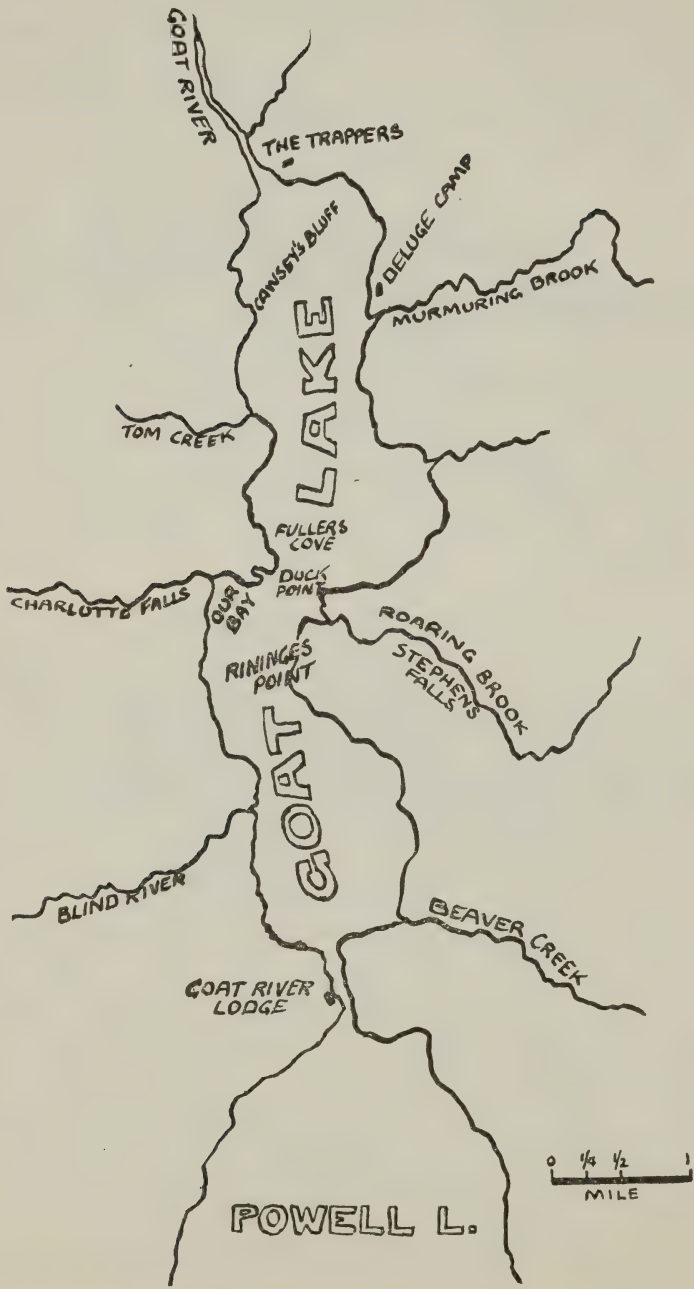 GOAT RIVER
THE TRAPPERS
DELUGE CAMP
CAWSEY'S BLUFF
MURMURING BROOK
LAKE
TOM CREEK
FULLERS
COVE
DUCK
POINT
CHARLOTTE FALLS
OUR
BAY
ROARING BROOK
STEPHENS
FALLS
RININGES
POINT
GOAT
BLIND RIVER
BEAVER CREEK
GOAT RIVER
LODGE
0 1/4 1/2 1
MILE
POWELL L.